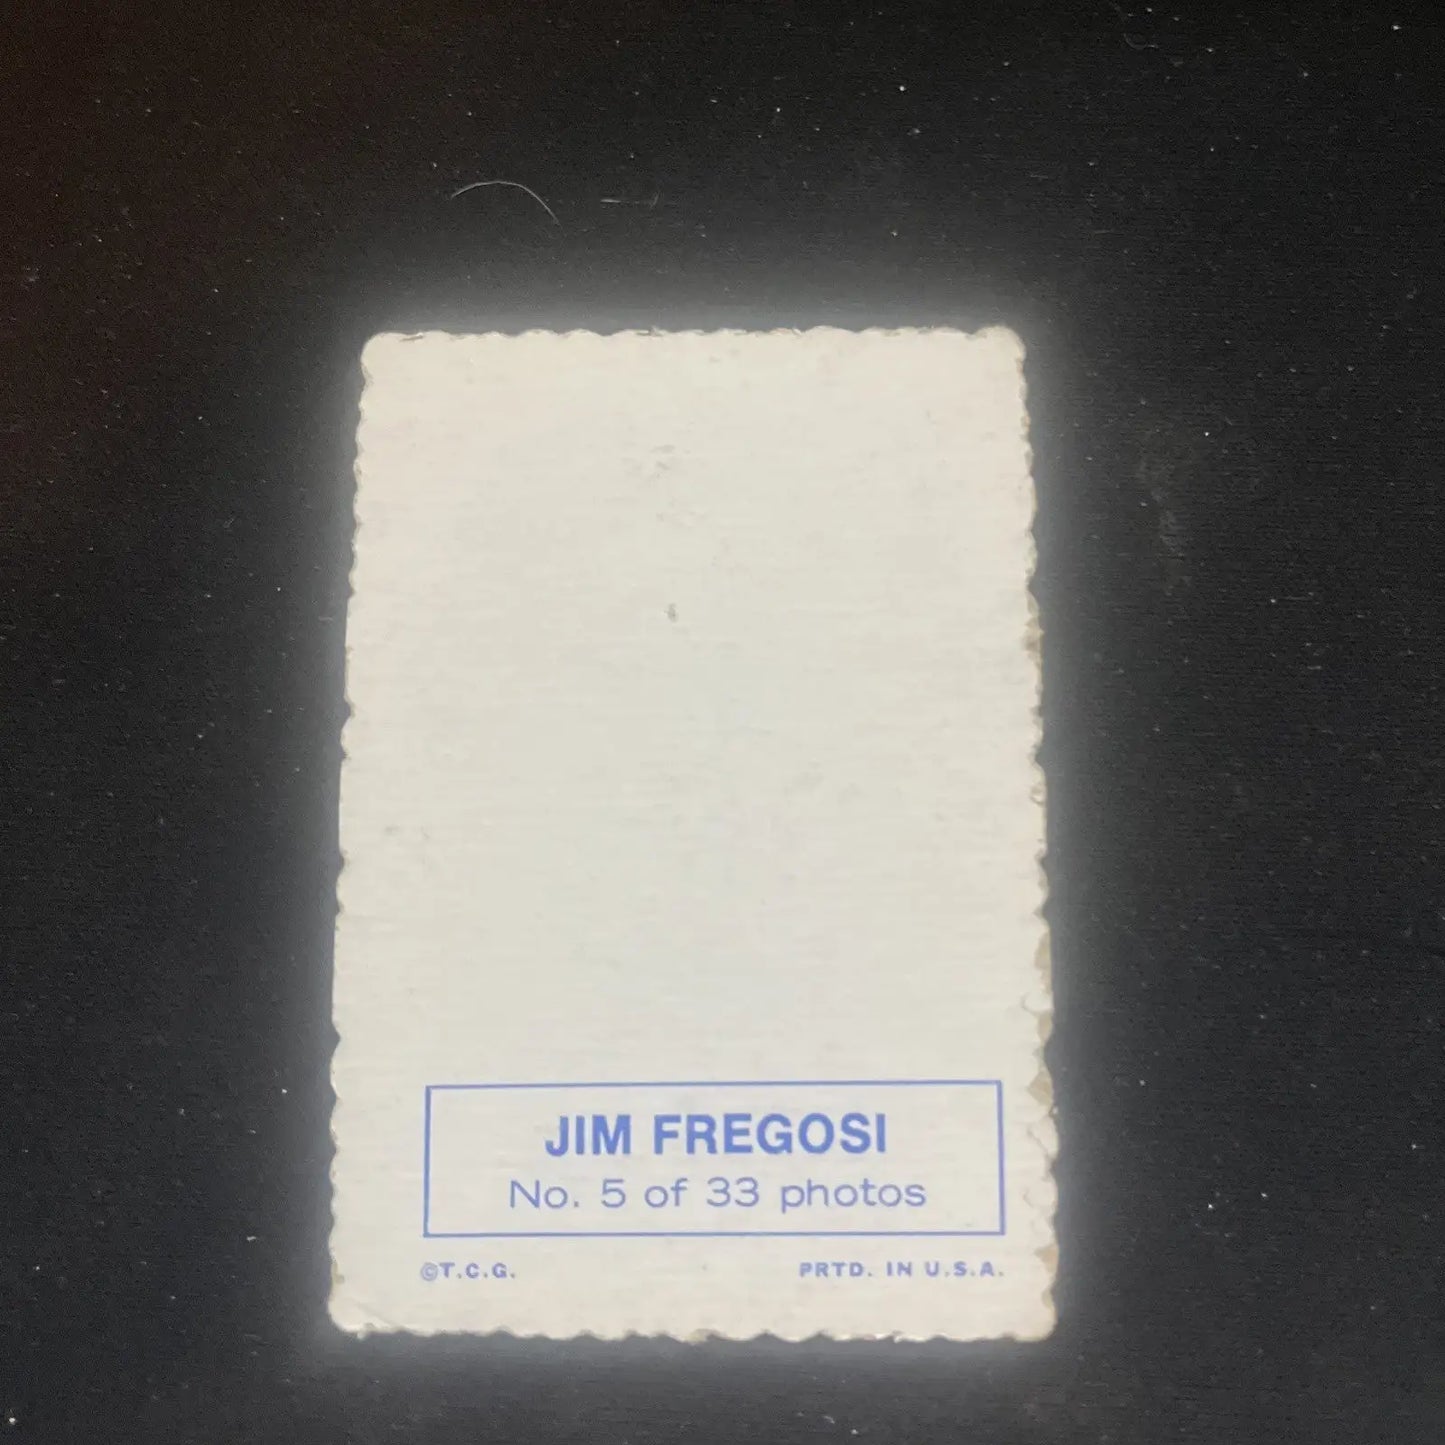 JIM FREGOSI
No. 5 of 33 photos
©T.C.G. PRTD. IN U.S.A.